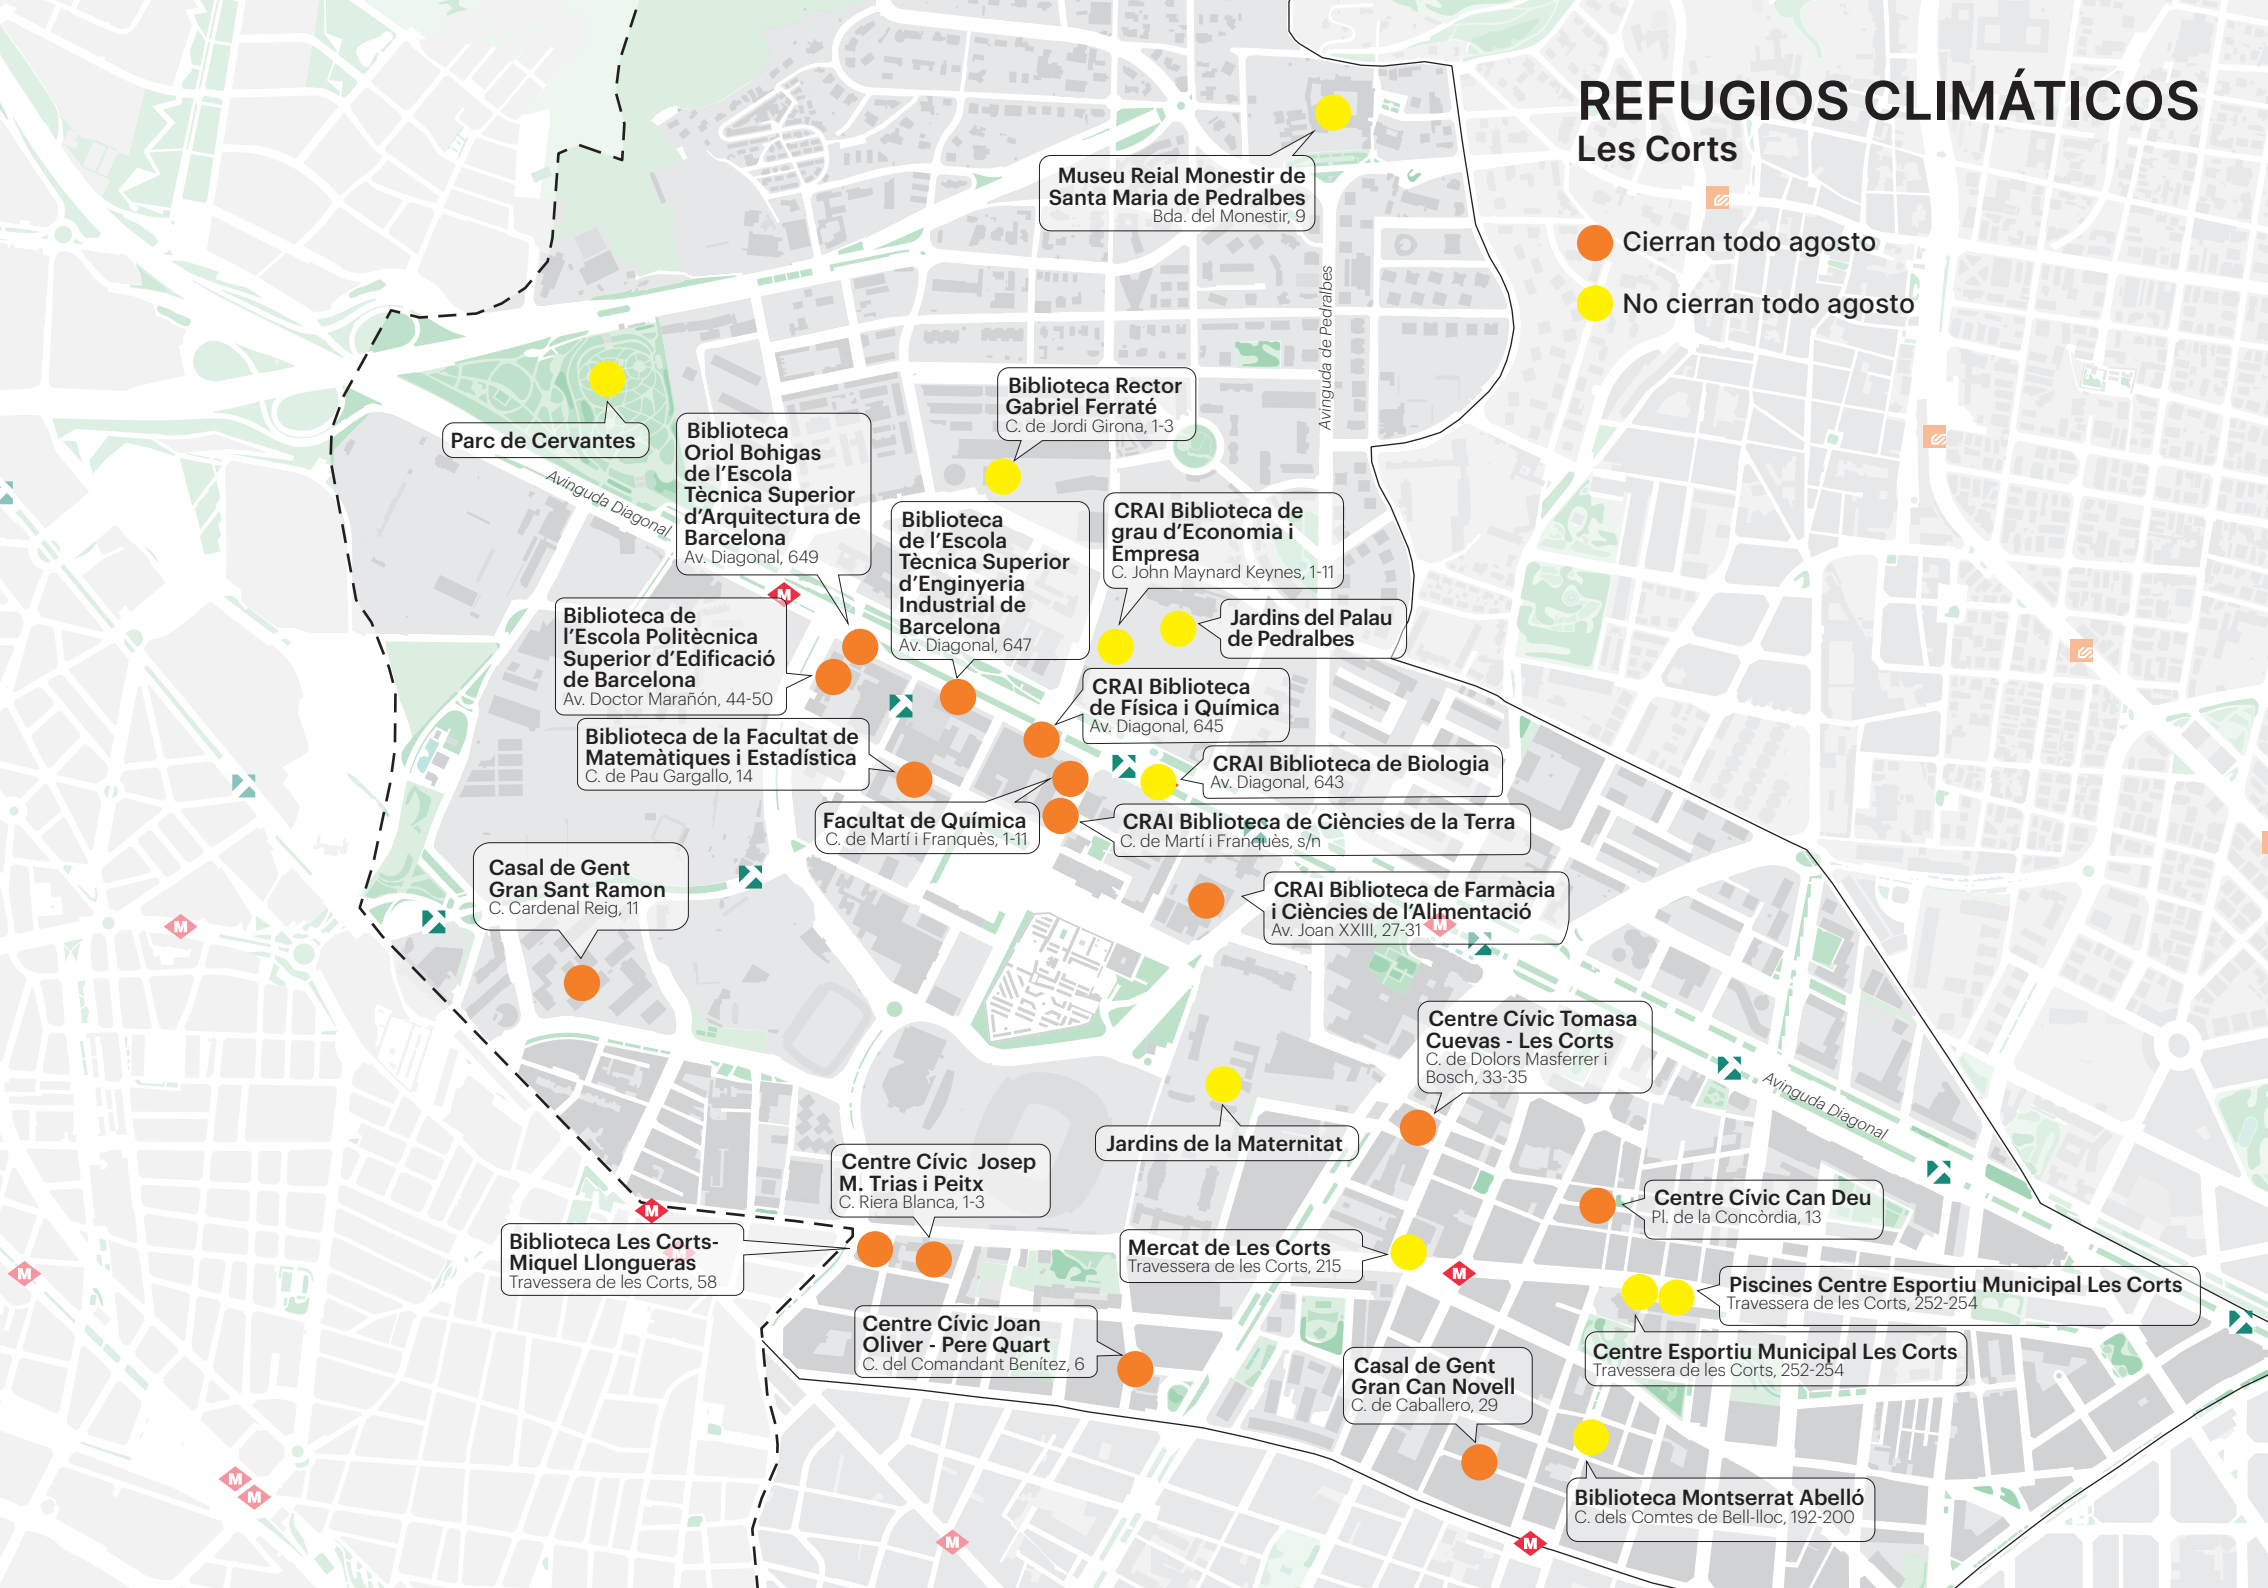 REFUGIOS CLIMÁTICOS
Les Corts
Cierran todo agosto
No cierran todo agosto
Museu Reial Monestir de
Santa Maria de Pedralbes
Bda. del Monestir, 9
Avinguda de Pedralbes
Parc de Cervantes
Avinguda Diagonal
Biblioteca Rector
Gabriel Ferraté
C. de Jordi Girona, 1-3
Biblioteca
Oriol Bohigas
de l'Escola
Tècnica Superior
d'Arquitectura de
Barcelona
Av. Diagonal, 649
Biblioteca
de l'Escola
Tècnica Superior
d'Enginyeria
Industrial de
Barcelona
Av. Diagonal, 647
CRAI Biblioteca de
grau d'Economia i
Empresa
C. John Maynard Keynes, 1-11
Jardins del Palau
de Pedralbes
M
Biblioteca de
l'Escola Politècnica
Superior d'Edificació
de Barcelona
Av. Doctor Marañón, 44-50
CRAI Biblioteca
de Física i Química
Av. Diagonal, 645
Biblioteca de la Facultat de
Matemàtiques i Estadística
C. de Pau Gargallo, 14
CRAI Biblioteca de Biologia
Av. Diagonal, 643
Facultat de Química
C. de Martí i Franquès, 1-11
CRAI Biblioteca de Ciències de la Terra
C. de Martí i Franquès, s/n
Casal de Gent
Gran Sant Ramon
C. Cardenal Reig, 11
CRAI Biblioteca de Farmàcia
i Ciències de l'Alimentació
Av. Joan XXIII, 27-31
M
M
Centre Cívic Tomasa
Cuevas - Les Corts
C. de Dolors Masferrer i
Bosch, 33-35
Avinguda Diagonal
Jardins de la Maternitat
Centre Cívic Josep
M. Trias i Peitx
C. Riera Blanca, 1-3
Centre Cívic Can Deu
Pl. de la Concòrdia, 13
M
Biblioteca Les Corts-
Miquel Llongueras
Travessera de les Corts, 58
M
M
Mercat de Les Corts
Travessera de les Corts, 215
M
Piscines Centre Esportiu Municipal Les Corts
Travessera de les Corts, 252-254
Centre Cívic Joan
Oliver - Pere Quart
C. del Comandant Benítez, 6
Centre Esportiu Municipal Les Corts
Travessera de les Corts, 252-254
Casal de Gent
Gran Can Novell
C. de Caballero, 29
Biblioteca Montserrat Abelló
C. dels Comtes de Bell-lloc, 192-200
M
M
M
M